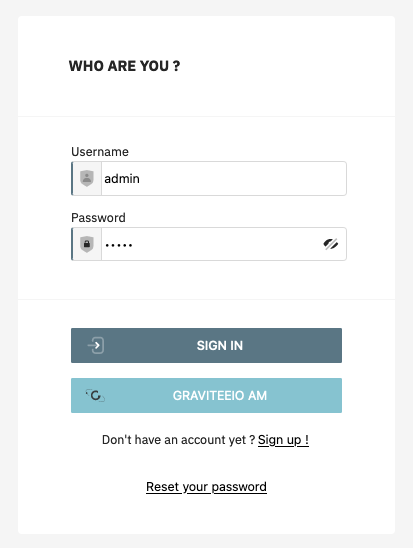 WHO ARE YOU ?
Username
admin
Password
•••••
SIGN IN
GRAVITEEIO AM
Don't have an account yet ? Sign up !
Reset your password